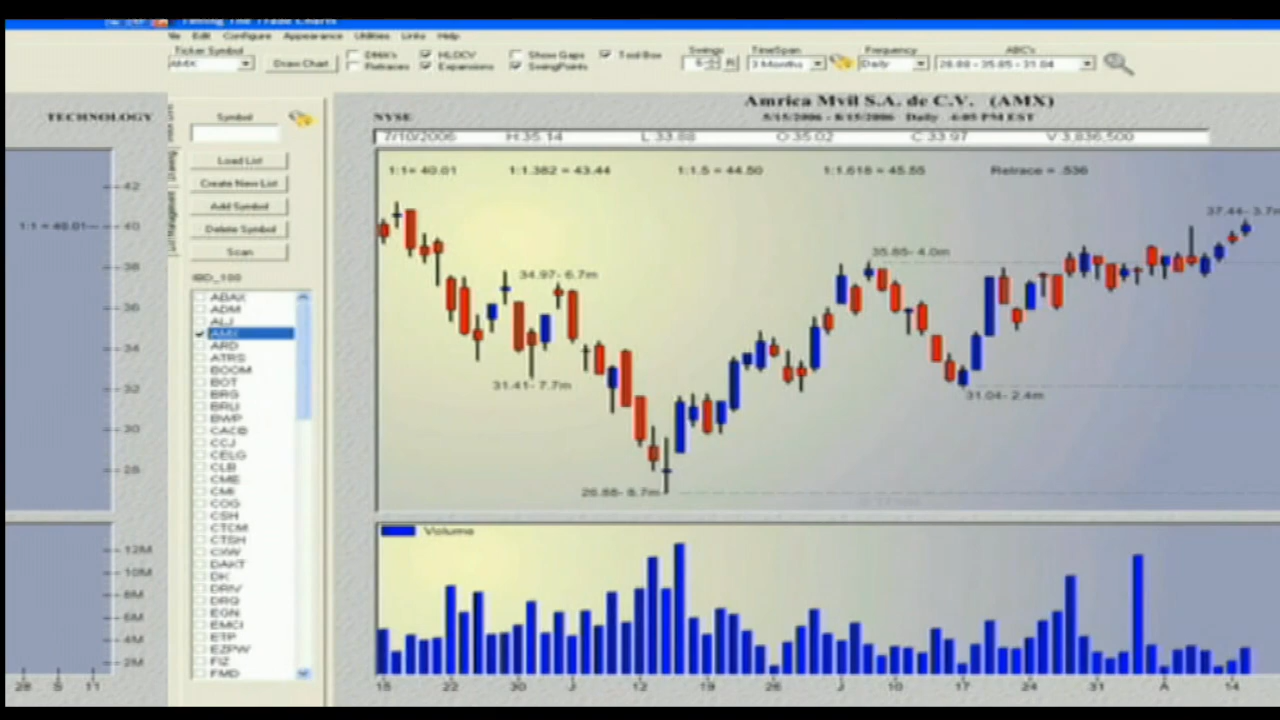 Timing The Trade Charts
Edit Configure Appearance Utilities Links Help
Ticker Symbol
AMX
Draw Chart
DMA's
Retraces
HLOCV
Expansions
Show Gaps
SwingPoints
Tool Box
Swings
TimeSpan
3 Months
Frequency
Daily
ABC's
26.88 - 35.85 - 31.04
TECHNOLOGY
Symbol
NYSE
Amrica Mvil S.A. de C.V. (AMX)
5/15/2006 - 8/15/2006 Daily 4:05 PM EST
7/10/2006 H:35.14 L:33.88 O:35.02 C:33.97 V:3,836,500
Load List
Create New List
Add Symbol
Delete Symbol
Scan
IBD_100
ABAX
ADM
ALJ
AMX
ARD
ATRS
BOOM
BOT
BRG
BRLI
BWP
CACB
CCJ
CELG
CLB
CME
CMI
COG
CSH
CTCM
CTSH
CXW
DAKT
DK
DRIV
DRQ
EGN
EMCI
ETP
EZPW
FIZ
FMD
1:1= 40.01 1:1.382 = 43.44 1:1.5 = 44.50 1:1.618 = 45.55 Retrace = .536
42
1:1 = 40.01
40
38
36
34
32
30
28
37.44- 3.7m
35.85- 4.0m
34.97- 6.7m
31.41- 7.7m
31.04- 2.4m
26.88- 8.7m
Volume
12M
10M
8M
6M
4M
2M
28 5 11
15 22 30 J 12 19 26 J 10 17 24 31 A 14